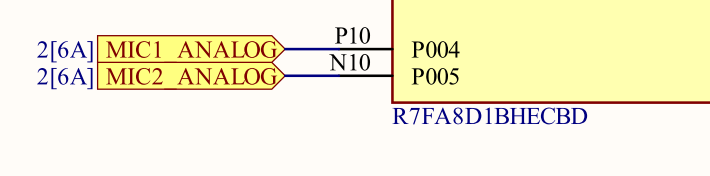 2[6A] MIC1_ANALOG P10 P004
2[6A] MIC2_ANALOG N10 P005
R7FA8D1BHECBD